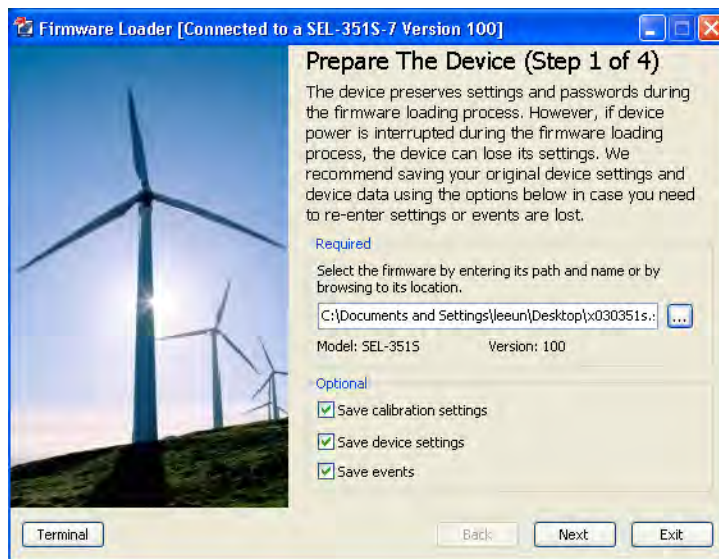 Firmware Loader [Connected to a SEL-351S-7 Version 100]
Prepare The Device (Step 1 of 4)
The device preserves settings and passwords during
the firmware loading process. However, if device
power is interrupted during the firmware loading
process, the device can lose its settings. We
recommend saving your original device settings and
device data using the options below in case you need
to re-enter settings or events are lost.
Required
Select the firmware by entering its path and name or by
browsing to its location.
C:\Documents and Settings\leeun\Desktop\x030351s.: ...
Model: SEL-351S Version: 100
Optional
Save calibration settings
Save device settings
Save events
Terminal Back Next Exit